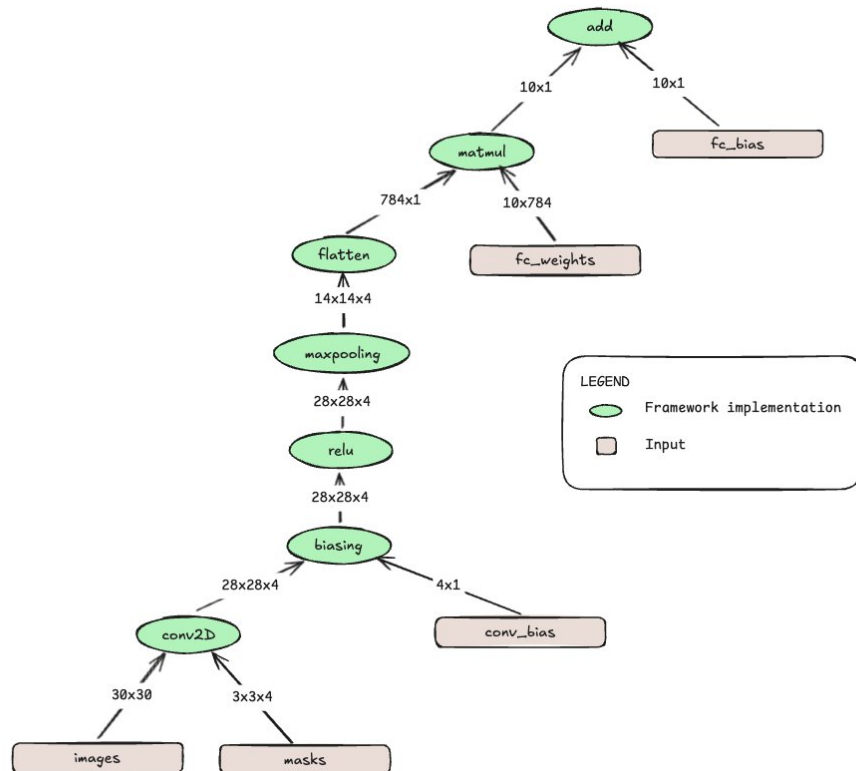 add
10x1
10x1
matmul
fc_bias
784x1
10x784
flatten
fc_weights
14x14x4
maxpooling
28x28x4
LEGEND
Framework implementation
Input
relu
28x28x4
biasing
28x28x4
4x1
conv2D
conv_bias
30x30
3x3x4
images
masks